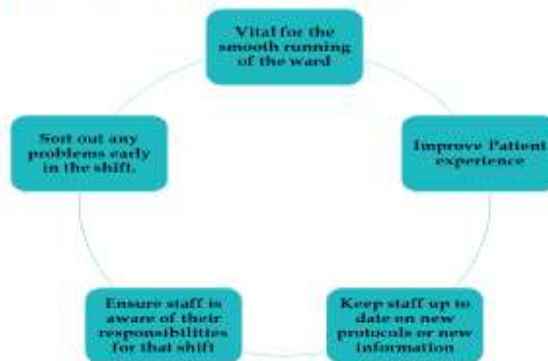 Vital for the
smooth running
of the ward
Improve Patient
experience
Keep staff up to
date on new
protocols or new
information
Ensure staff is
aware of their
responsibilities
for that shift
Sort out any
problems early
in the shift.